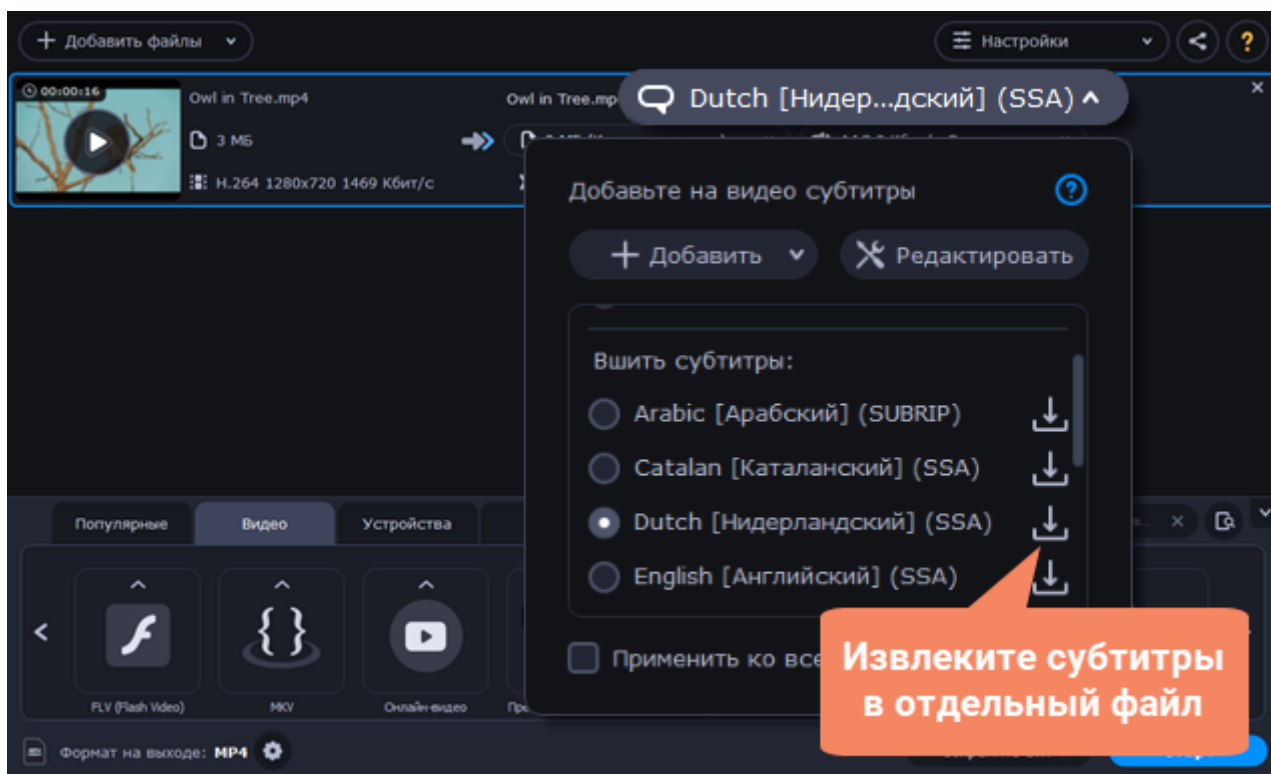 Добавить файлы
Настройки
?
00:00:16
Owl in Tree.mp4
Owl in Tree.mp
Dutch [Нидер...дский] (SSA)
3 МБ
H.264 1280x720 1469 Кбит/с
Добавьте на видео субтитры
?
Добавить
Редактировать
Вшить субтитры:
Arabic [Арабский] (SUBRIP)
Catalan [Каталанский] (SSA)
Dutch [Нидерландский] (SSA)
English [Английский] (SSA)
Применить ко все
Извлеките субтитры
в отдельный файл
Популярные
Видео
Устройства
FLV (Flash Video)
MKV
Онлайн-видео
Формат на выходе: MP4